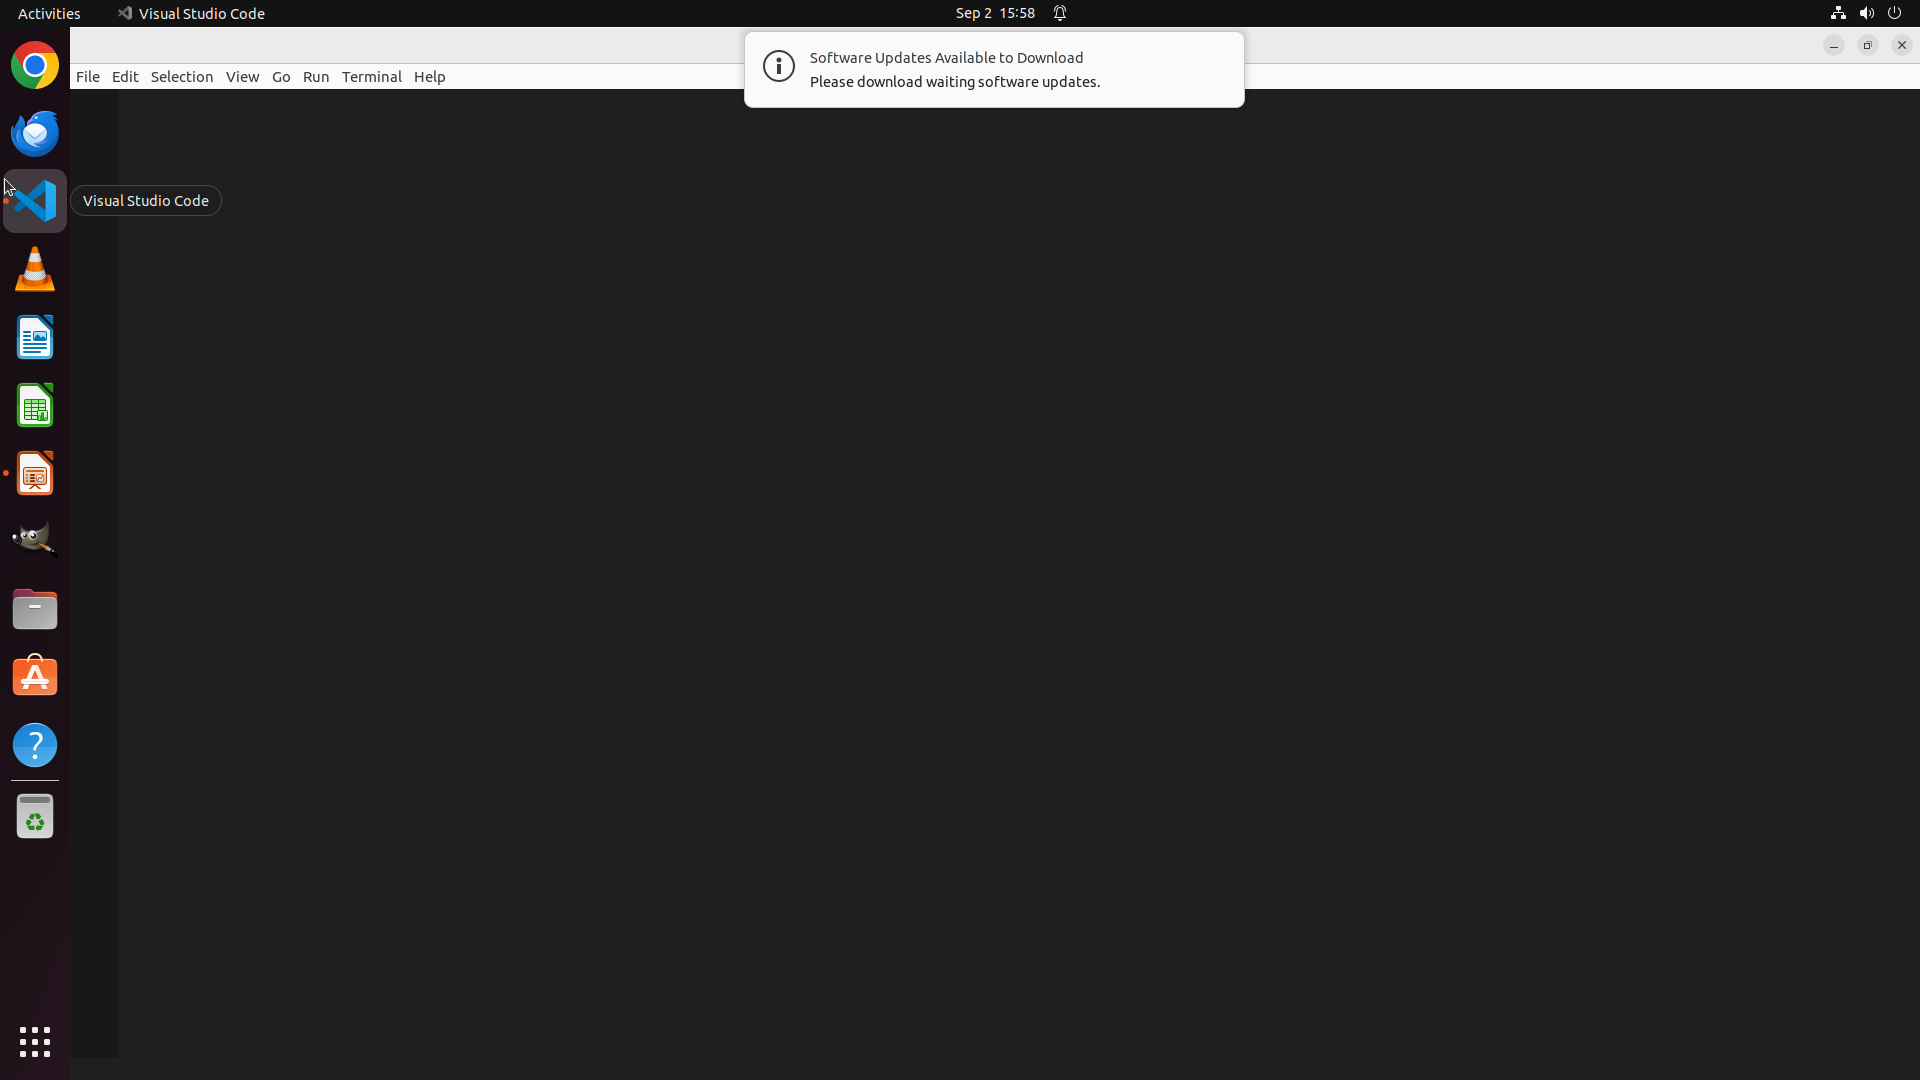 Activities
Visual Studio Code
Sep 2 15:58
Software Updates Available to Download
Please download waiting software updates.
File Edit Selection View Go Run Terminal Help
Visual Studio Code